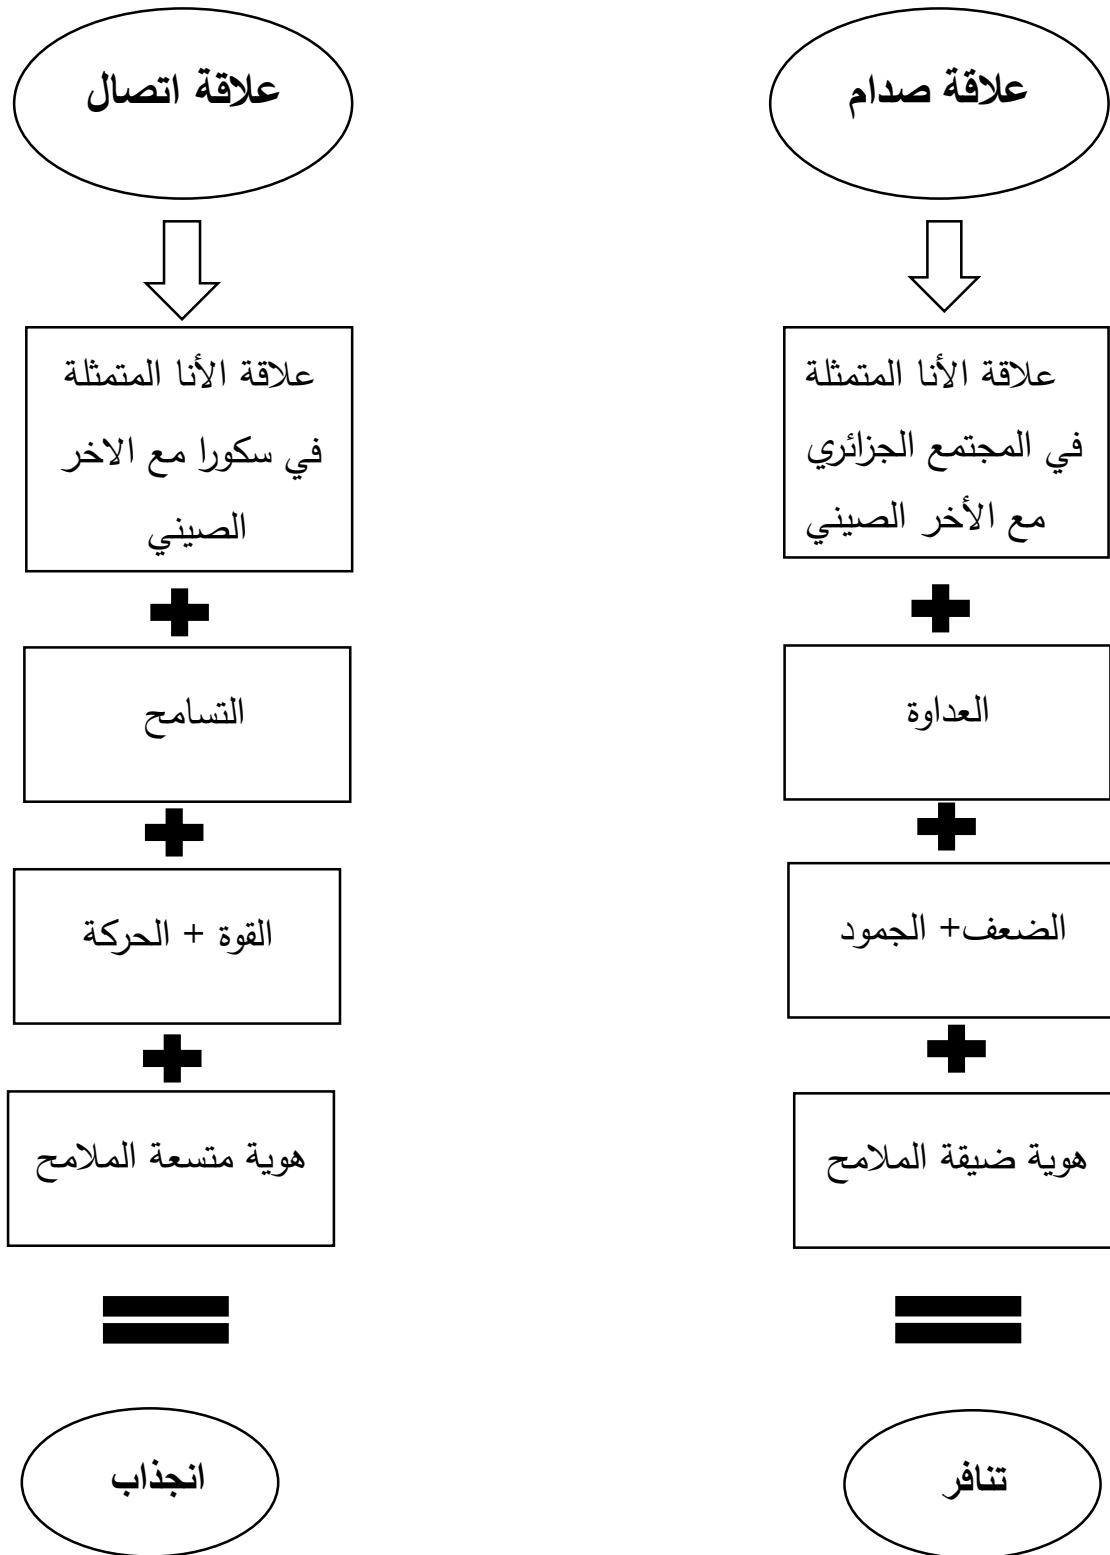 علاقة صدام
علاقة الأنا المتمثلة
في المجتمع الجزائري
مع الأخر الصيني
العداوة
الضعف+ الجمود
هوية ضيقة الملامح
تنافر
علاقة اتصال
علاقة الأنا المتمثلة
في سكورا مع الاخر
الصيني
التسامح
القوة + الحركة
هوية متسعة الملامح
انجذاب